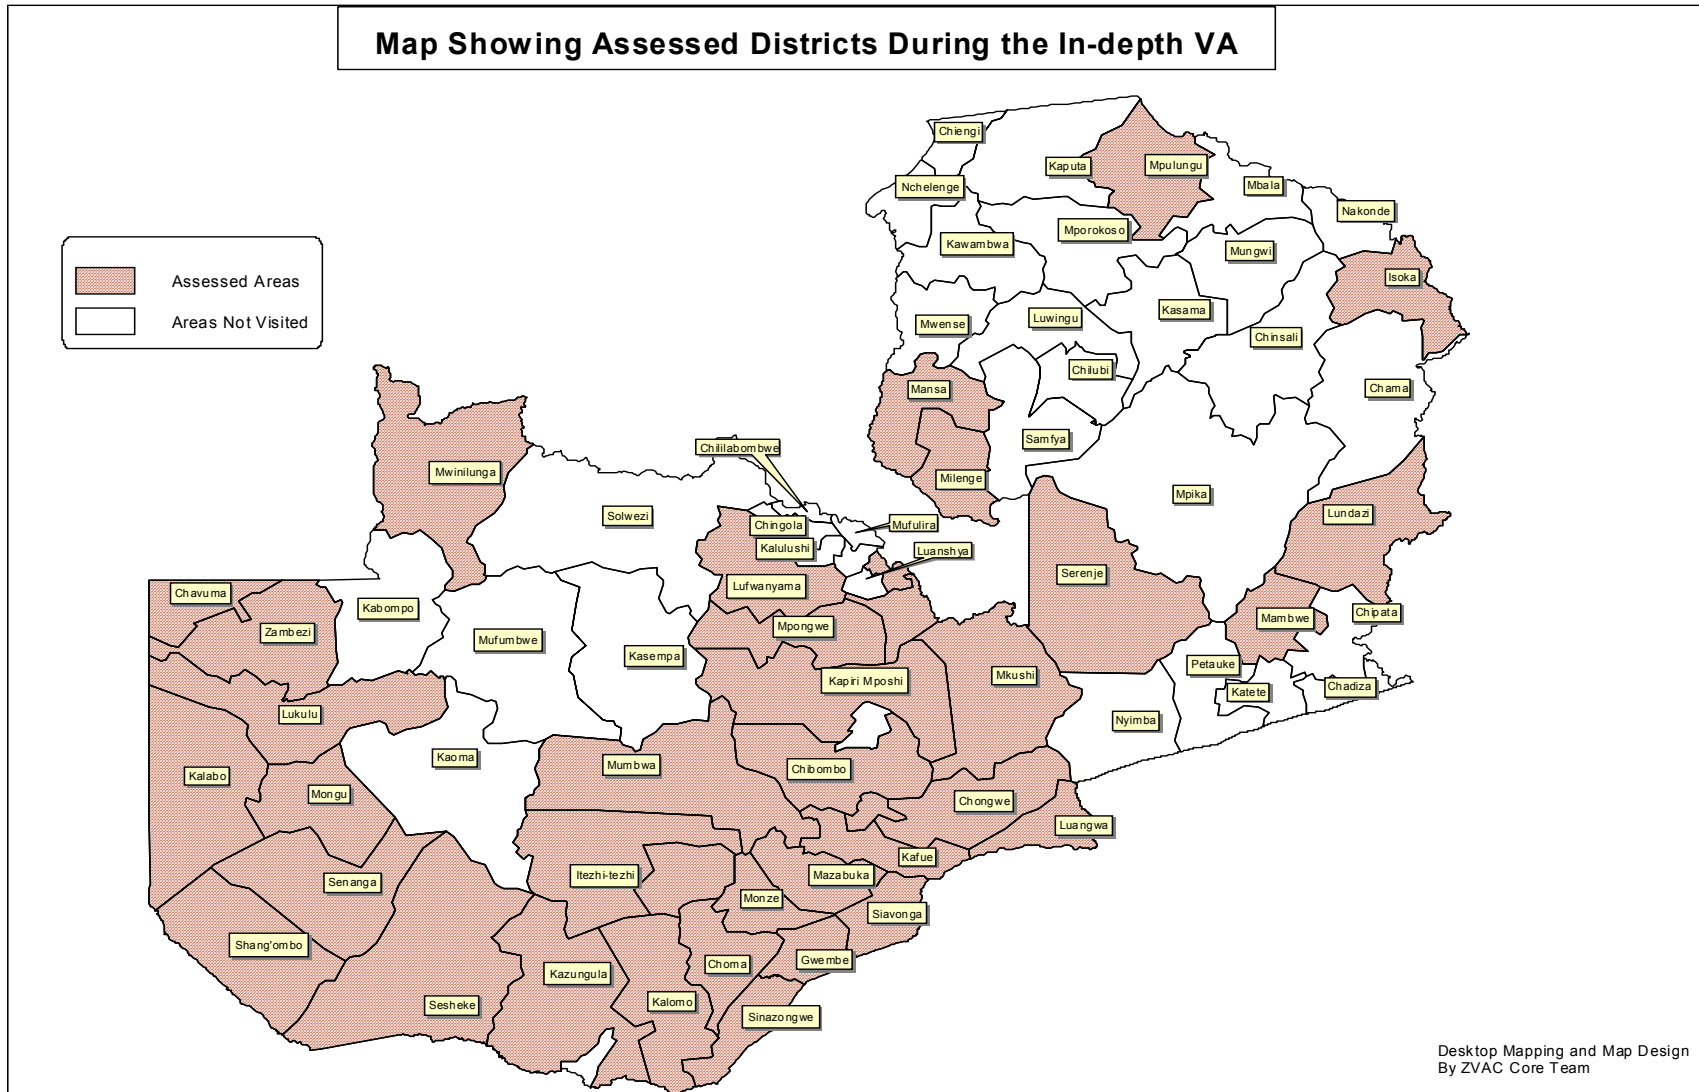 Map Showing Assessed Districts During the In-depth VA
Assessed Areas
Areas Not Visited
Chiengi
Kaputa
Mpulungu
Mbala
Nchelenge
Nakonde
Mporokoso
Kawambwa
Mungwi
Isoka
Kasama
Luwingu
Mwense
Chinsali
Chilubi
Mansa
Chama
Samfya
Chililabombwe
Mwinilunga
Milenge
Mpika
Lundazi
Solwezi
Chingola
Mufulira
Kalulushi
Luanshya
Serenje
Lufwanyama
Chavuma
Kabompo
Chipata
Mambwe
Zambezi
Mpongwe
Mufumbwe
Kasempa
Petauke
Mkushi
Kapiri Mposhi
Chadiza
Katete
Lukulu
Nyimba
Kaoma
Mumbwa
Chibombo
Kalabo
Mongu
Chongwe
Luangwa
Kafue
Itezhi-tezhi
Mazabuka
Senanga
Monze
Siavonga
Shang'ombo
Gwembe
Choma
Kazungula
Kalomo
Sesheke
Sinazongwe
Desktop Mapping and Map Design
By ZVAC Core Team